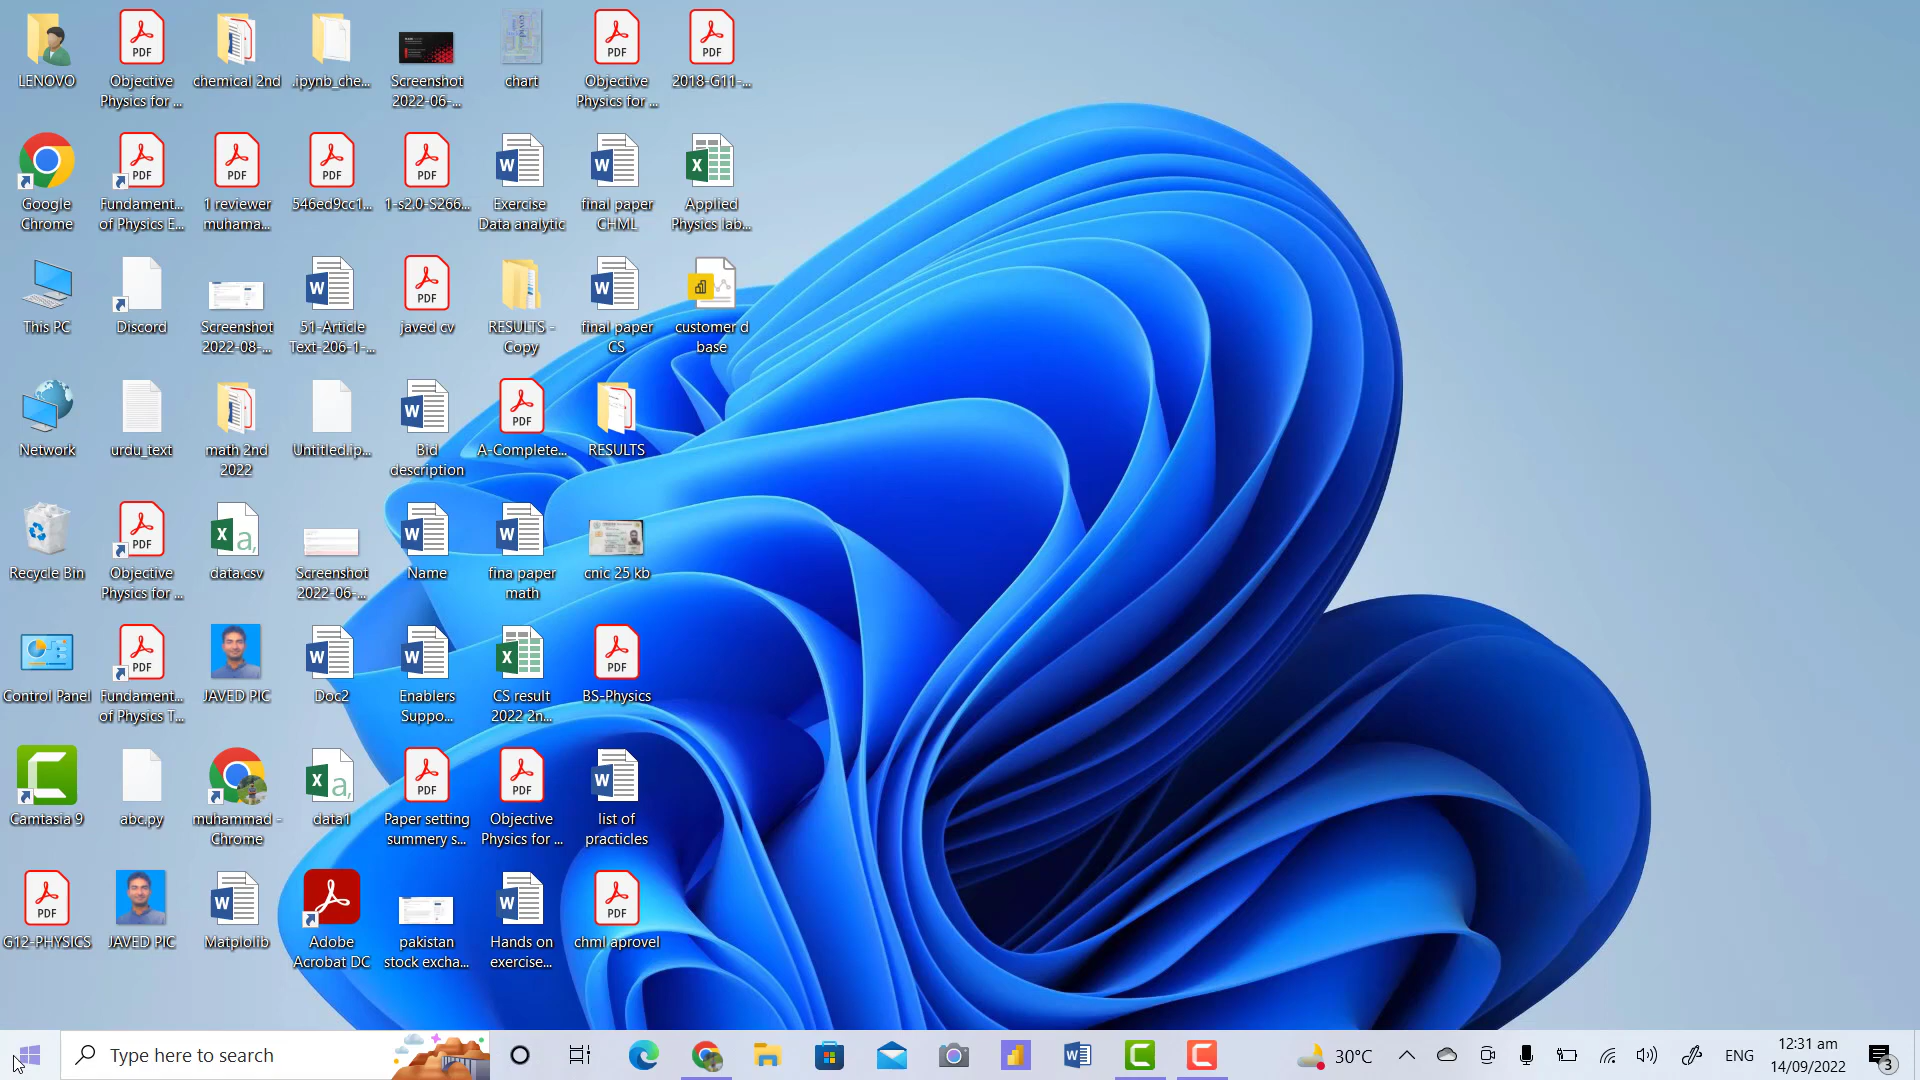 LENOVO
Objective
Physics for ...
chemical 2nd
.ipynb_che...
Screenshot
2022-06-...
chart
Objective
Physics for ...
2018-G11-...
Google
Chrome
Fundament...
of Physics E...
1 reviewer
muhama...
546ed9cc1...
1-s2.0-S266...
Exercise
Data analytic
final paper
CHML
Applied
Physics lab...
This PC
Discord
Screenshot
2022-08-...
51-Article
Text-206-1-...
javed cv
RESULTS -
Copy
final paper
CS
customer d
base
Network
urdu_text
math 2nd
2022
Untitled.ip...
Bid
description
A-Complete...
RESULTS
Recycle Bin
Objective
Physics for ...
data.csv
Screenshot
2022-06-...
Name
fina paper
math
cnic 25 kb
Control Panel
Fundament...
of Physics T...
JAVED PIC
Doc2
Enablers
Suppo...
CS result
2022 2n...
BS-Physics
Camtasia 9
abc.py
muhammad -
Chrome
data1
Paper setting
summery s...
Objective
Physics for ...
list of
practicles
G12-PHYSICS
JAVED PIC
Matplolib
Adobe
Acrobat DC
pakistan
stock excha...
Hands on
exercise...
chml aprovel
Type here to search
30°C
ENG
12:31 am
14/09/2022
3